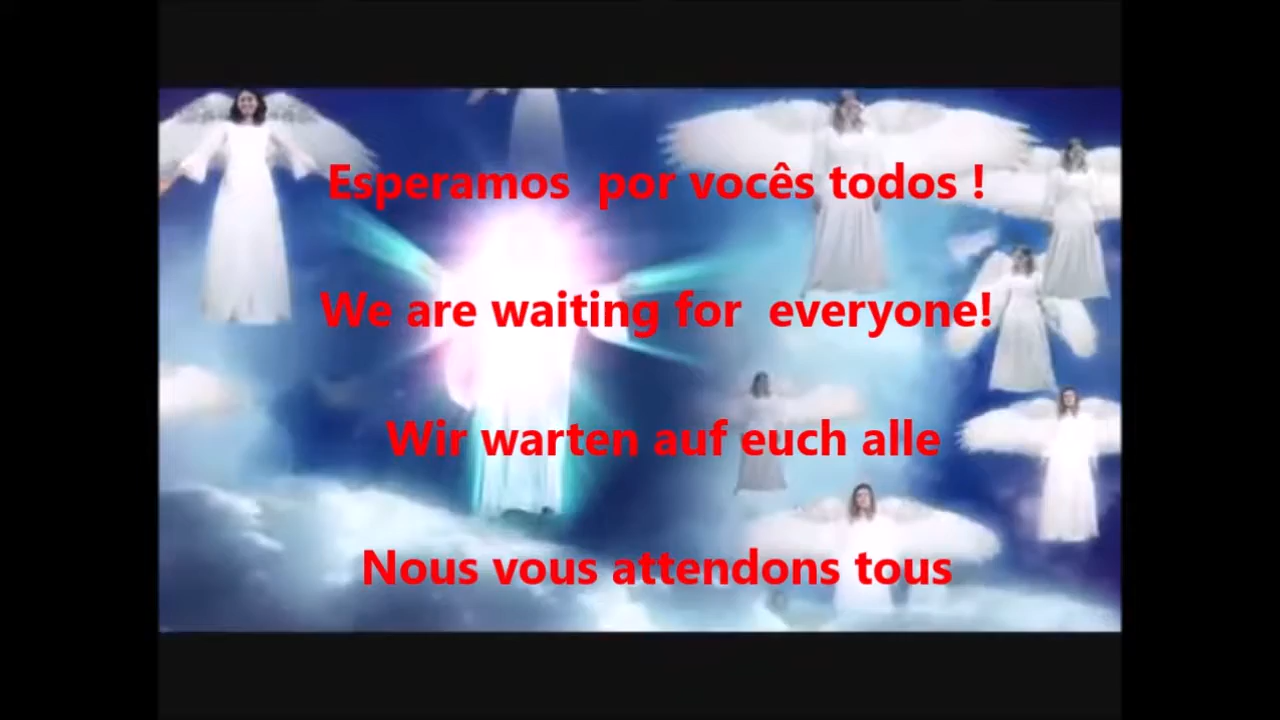 Esperamos por vocês todos !
We are waiting for everyone!
Wir warten auf euch alle
Nous vous attendons tous